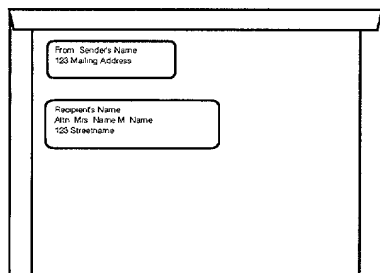 From Sender's Name
123 Mailing Address
Recipient's Name
Attn Mrs Name M Name
123 Streetname